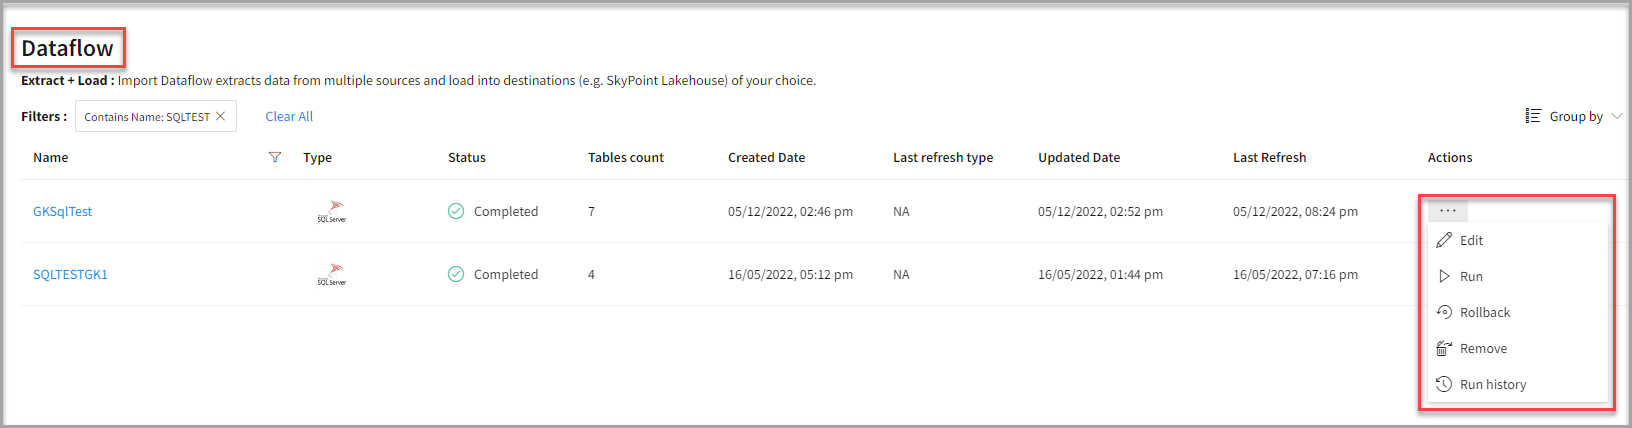 Dataflow
Extract + Load : Import Dataflow extracts data from multiple sources and load into destinations (e.g. SkyPoint Lakehouse) of your choice.
Filters : Contains Name: SQLTEST Clear All Group by
Name Type Status Tables count Created Date Last refresh type Updated Date Last Refresh Actions
GKSqlTest SQL Server Completed 7 05/12/2022, 02:46 pm NA 05/12/2022, 02:52 pm 05/12/2022, 08:24 pm ...
Edit
SQLTESTGK1 SQL Server Completed 4 16/05/2022, 05:12 pm NA 16/05/2022, 01:44 pm 16/05/2022, 07:16 pm Run
Rollback
Remove
Run history